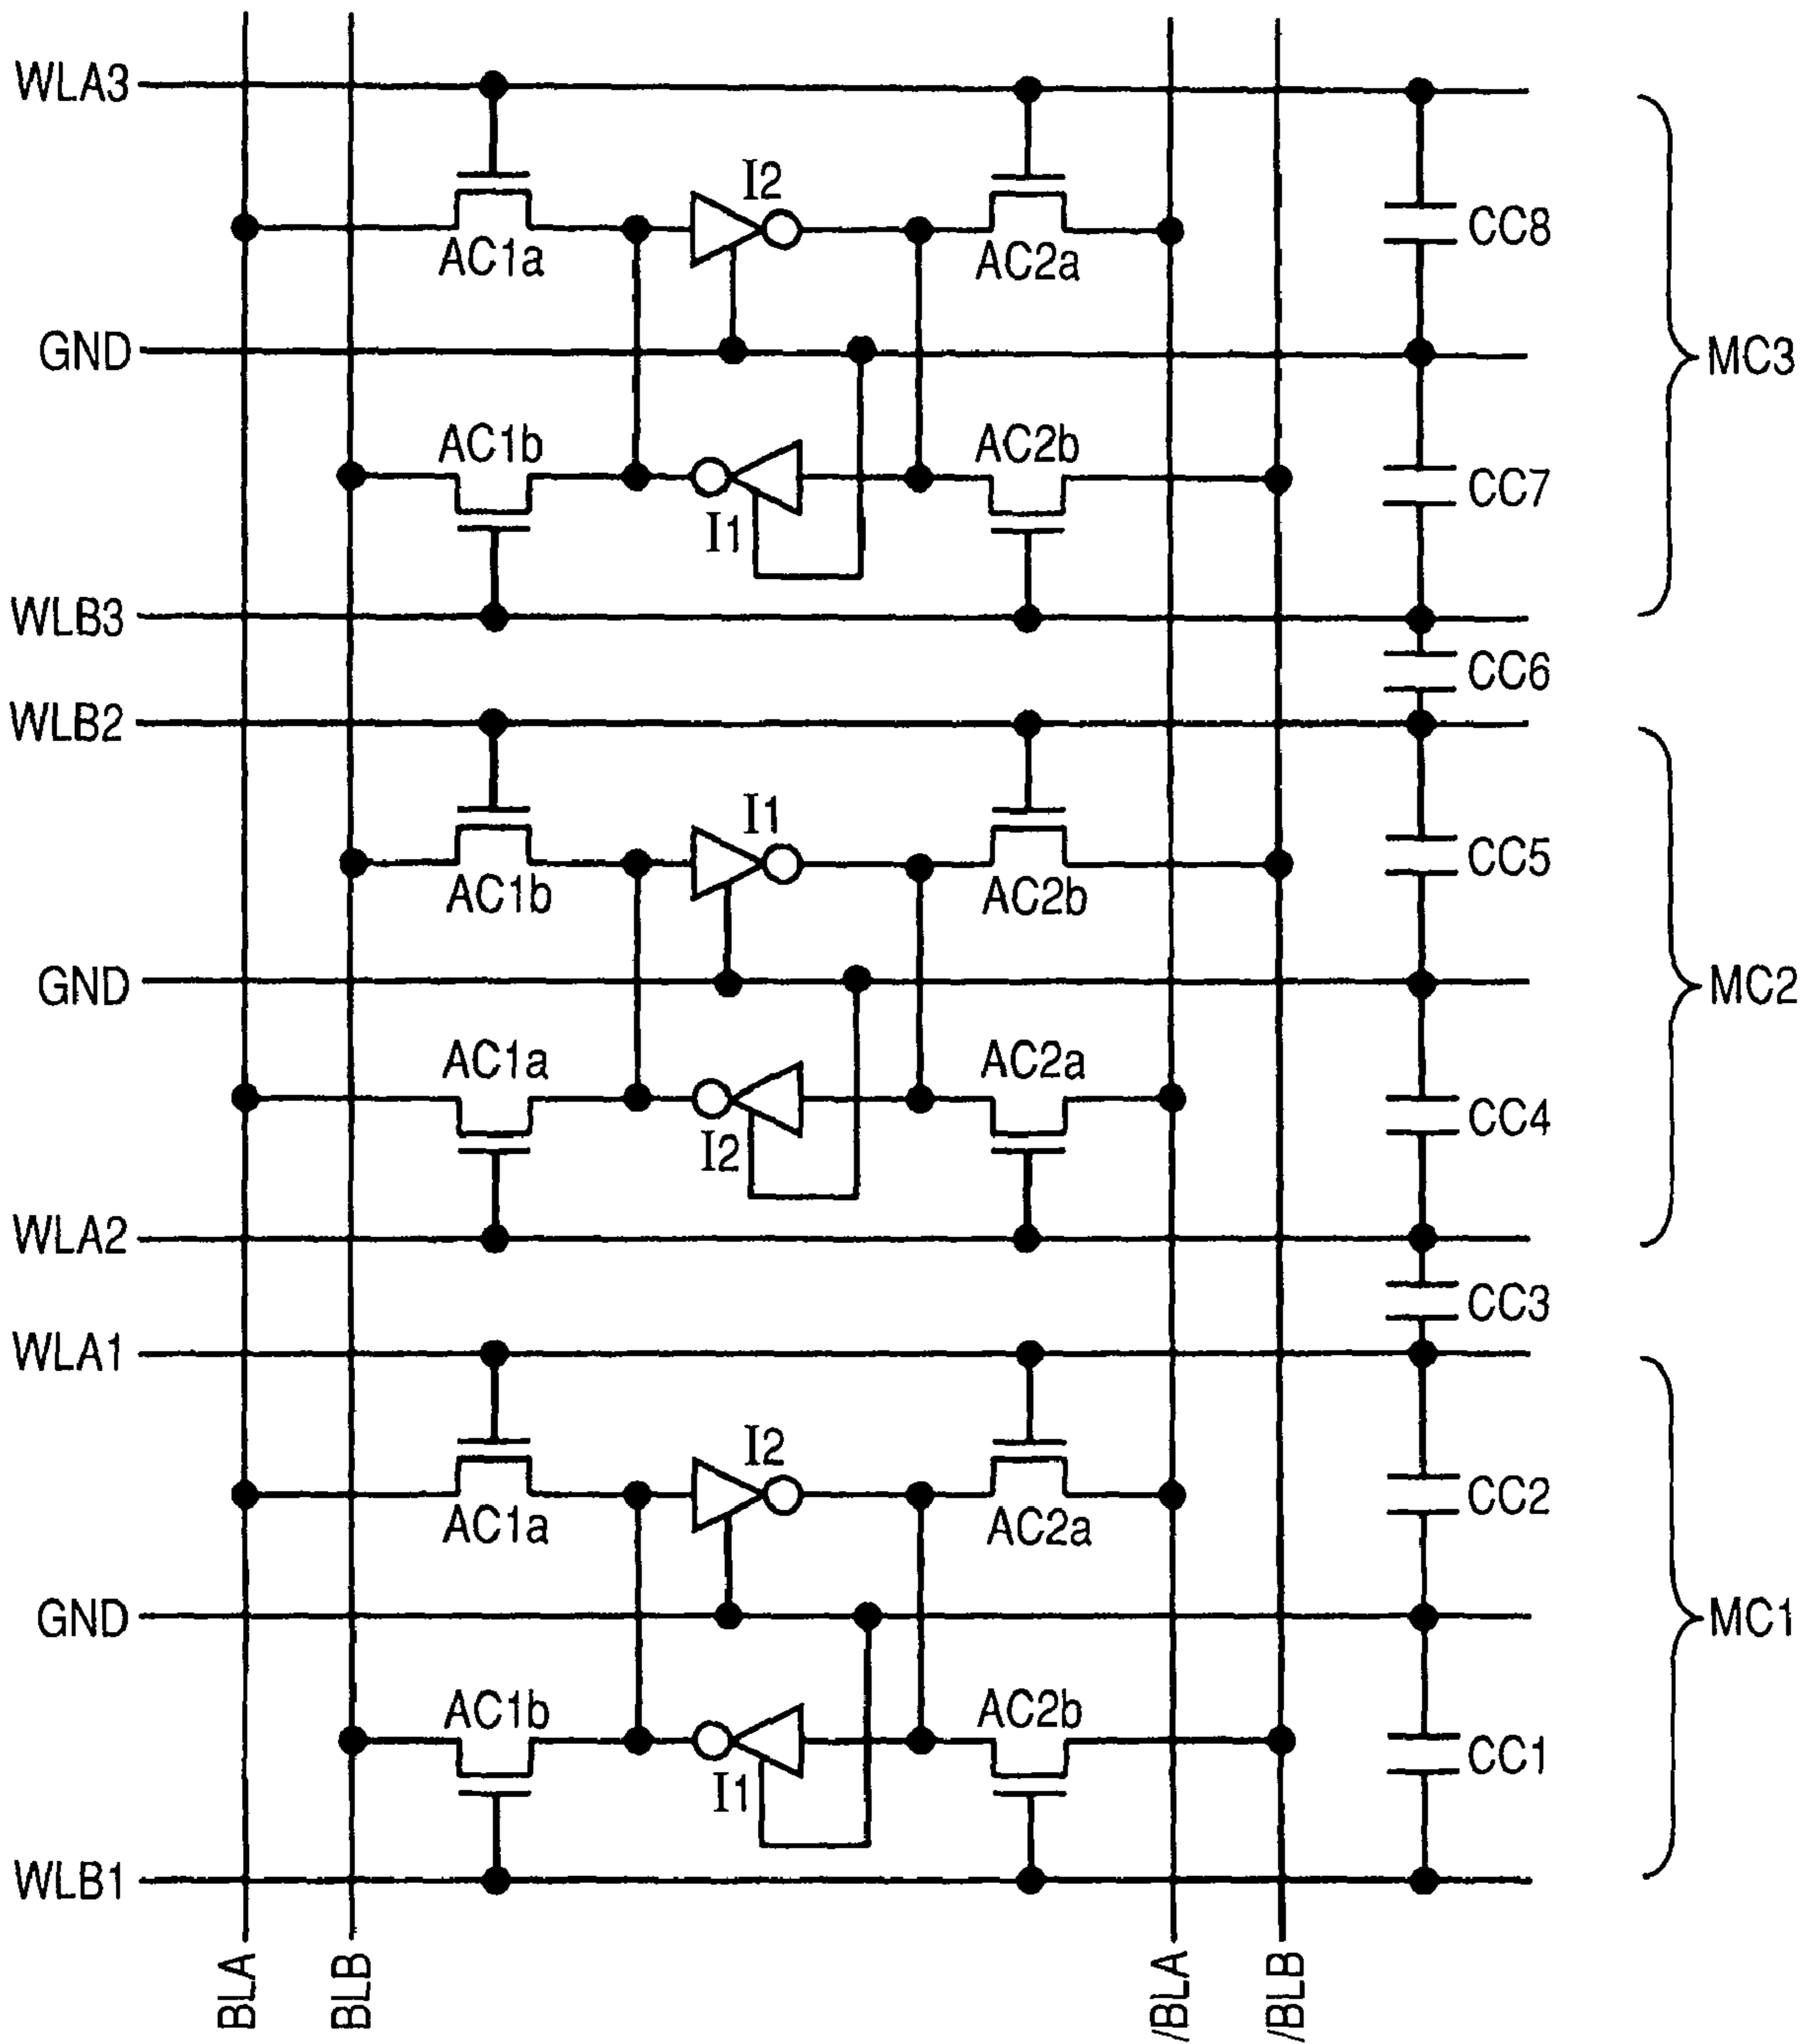 WLA3
I2
AC1a
AC2a
CC8
GND
MC3
AC1b
AC2b
CC7
I1
WLB3
CC6
WLB2
I1
CC5
AC1b
AC2b
GND
MC2
AC1a
AC2a
CC4
I2
WLA2
CC3
WLA1
I2
CC2
AC1a
AC2a
GND
MC1
AC1b
AC2b
CC1
I1
WLB1
BLA
BLB
/BLA
/BLB